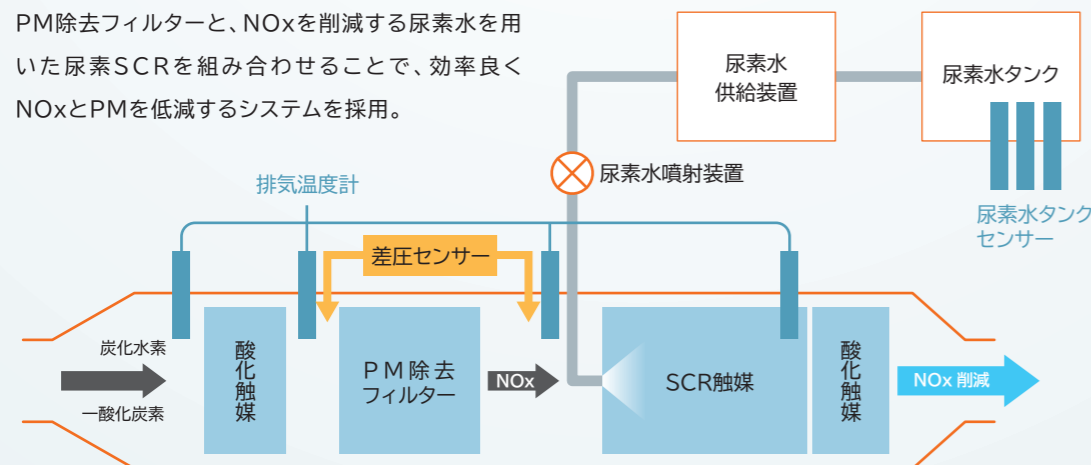 PM除去フィルターと、NOxを削減する尿素水を用
いた尿素SCRを組み合わせることで、効率良く
NOxとPMを低減するシステムを採用。
尿素水
供給装置
尿素水タンク
尿素水噴射装置
尿素水タンク
センサー
排気温度計
差圧センサー
炭化水素
一酸化炭素
酸化触媒
PM除去
フィルター
NOx
SCR触媒
酸化触媒
NOx 削減